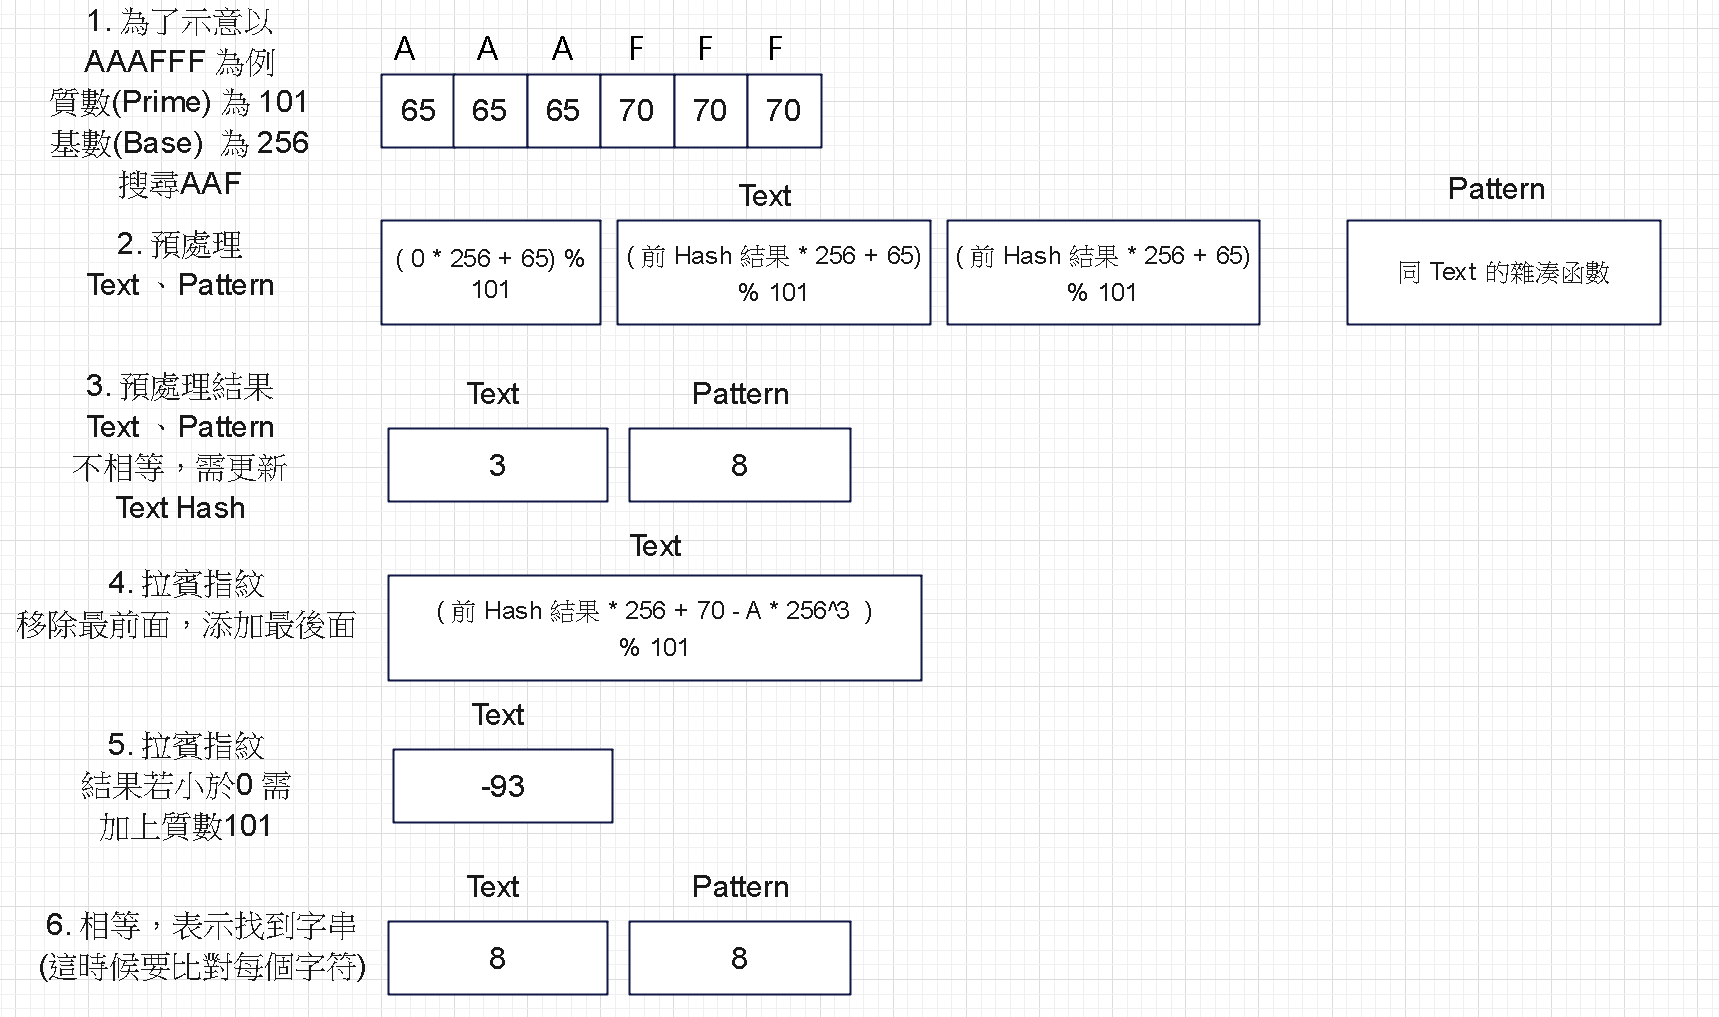 1. 為了示意以
AAAFFF 為例
質數(Prime) 為 101
基數(Base) 為 256
搜尋AAF
A A A F F F
65 65 65 70 70 70
2. 預處理
Text 、Pattern
Text
( 0 * 256 + 65) %
101
( 前 Hash 結果 * 256 + 65)
% 101
( 前 Hash 結果 * 256 + 65)
% 101
Pattern
同 Text 的雜湊函數
3. 預處理結果
Text 、Pattern
不相等，需更新
Text Hash
Text
3
Pattern
8
4. 拉賓指紋
移除最前面，添加最後面
Text
( 前 Hash 結果 * 256 + 70 - A * 256^3 )
% 101
5. 拉賓指紋
結果若小於0 需
加上質數101
Text
-93
6. 相等，表示找到字串
(這時候要比對每個字符)
Text
8
Pattern
8